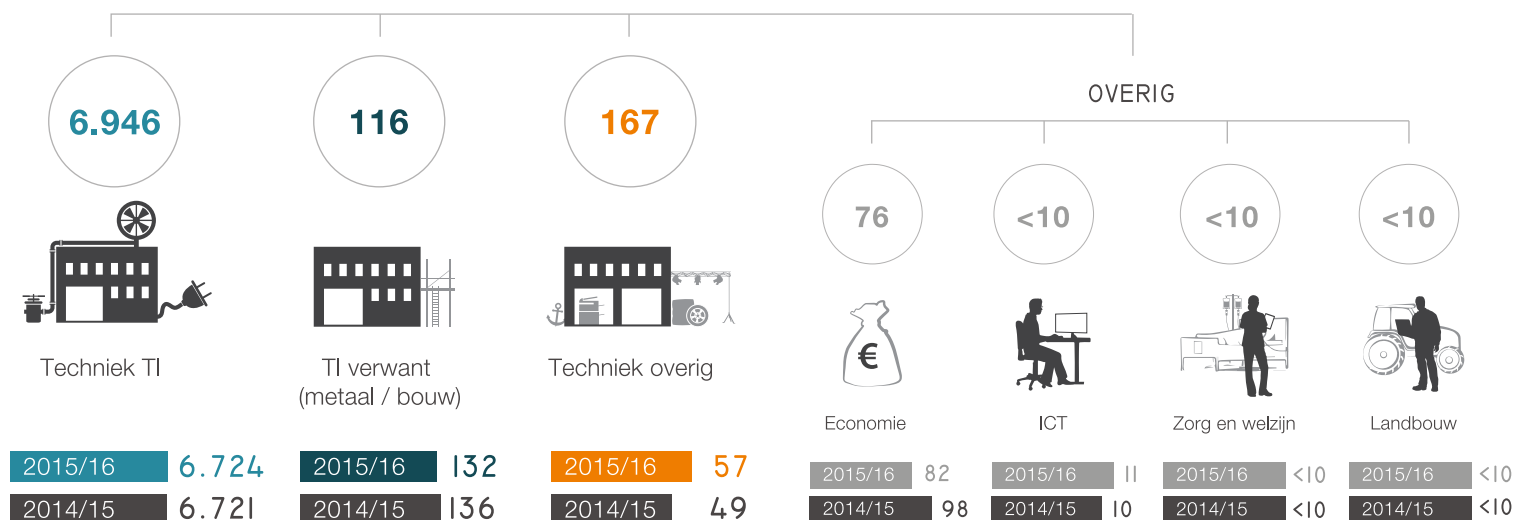 6.946
116
167
OVERIG
76
<10
<10
<10
€
Techniek TI
TI verwant
(metaal / bouw)
Techniek overig
Economie
ICT
Zorg en welzijn
Landbouw
2015/16 6.724
2014/15 6.721
2015/16 132
2014/15 136
2015/16 57
2014/15 49
2015/16 82
2014/15 98
2015/16 11
2014/15 10
2015/16 <10
2014/15 <10
2015/16 <10
2014/15 <10